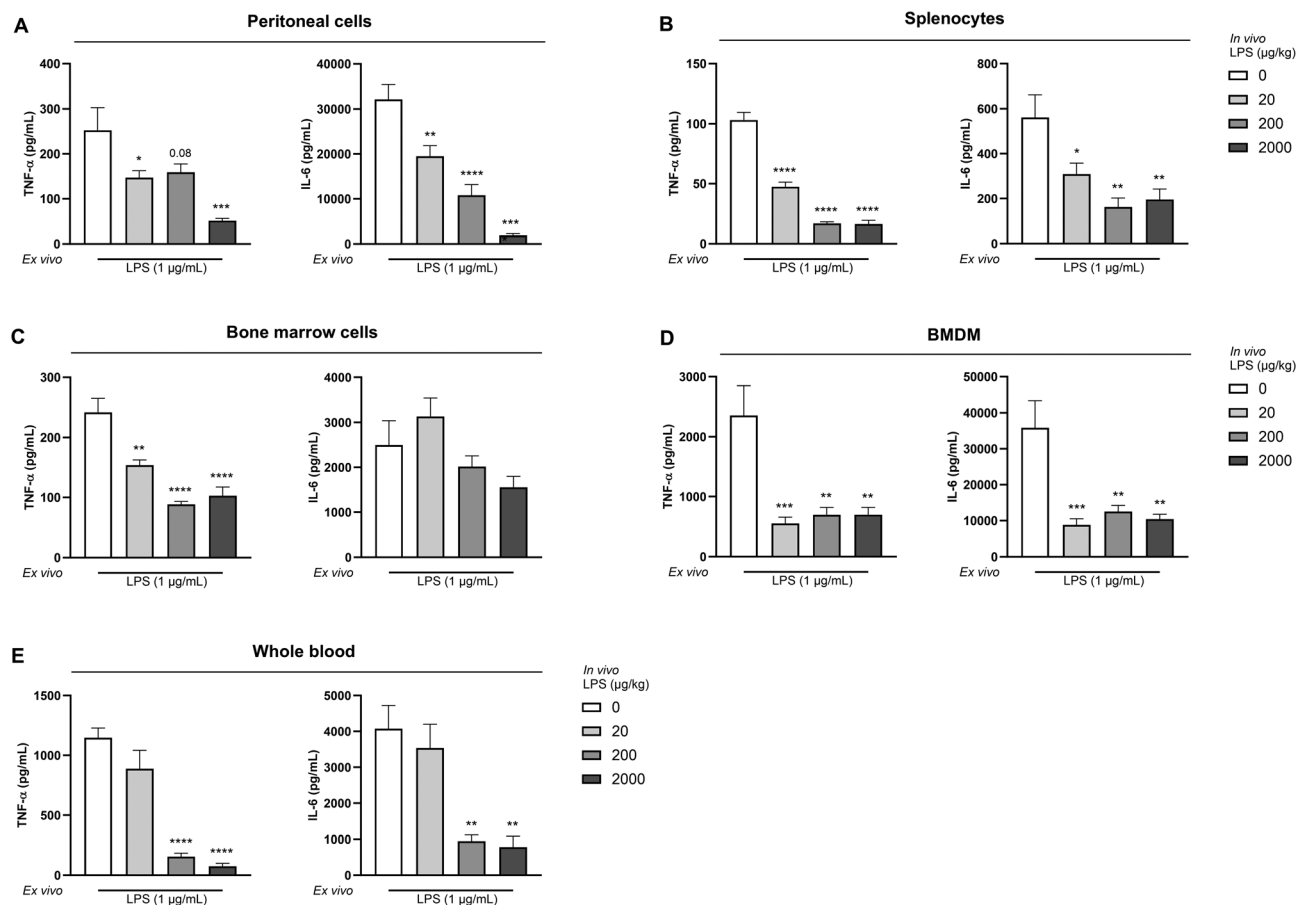 A
Peritoneal cells
TNF-α (pg/mL)
400
300
200
100
0
*
0.08
***
Ex vivo
LPS (1 µg/mL)
IL-6 (pg/mL)
40000
30000
20000
10000
0
**
****
***
*
Ex vivo
LPS (1 µg/mL)
B
Splenocytes
TNF-α (pg/mL)
150
100
50
0
****
****
****
Ex vivo
LPS (1 µg/mL)
IL-6 (pg/mL)
800
600
400
200
0
*
**
**
Ex vivo
LPS (1 µg/mL)
In vivo
LPS (µg/kg)
0
20
200
2000
C
Bone marrow cells
TNF-α (pg/mL)
300
200
100
0
**
****
****
Ex vivo
LPS (1 µg/mL)
IL-6 (pg/mL)
4000
3000
2000
1000
0
Ex vivo
LPS (1 µg/mL)
D
BMDM
TNF-α (pg/mL)
3000
2000
1000
0
***
**
**
Ex vivo
LPS (1 µg/mL)
IL-6 (pg/mL)
50000
40000
30000
20000
10000
0
***
**
**
Ex vivo
LPS (1 µg/mL)
In vivo
LPS (µg/kg)
0
20
200
2000
E
Whole blood
TNF-α (pg/mL)
1500
1000
500
0
****
****
Ex vivo
LPS (1 µg/mL)
IL-6 (pg/mL)
5000
4000
3000
2000
1000
0
**
**
Ex vivo
LPS (1 µg/mL)
In vivo
LPS (µg/kg)
0
20
200
2000